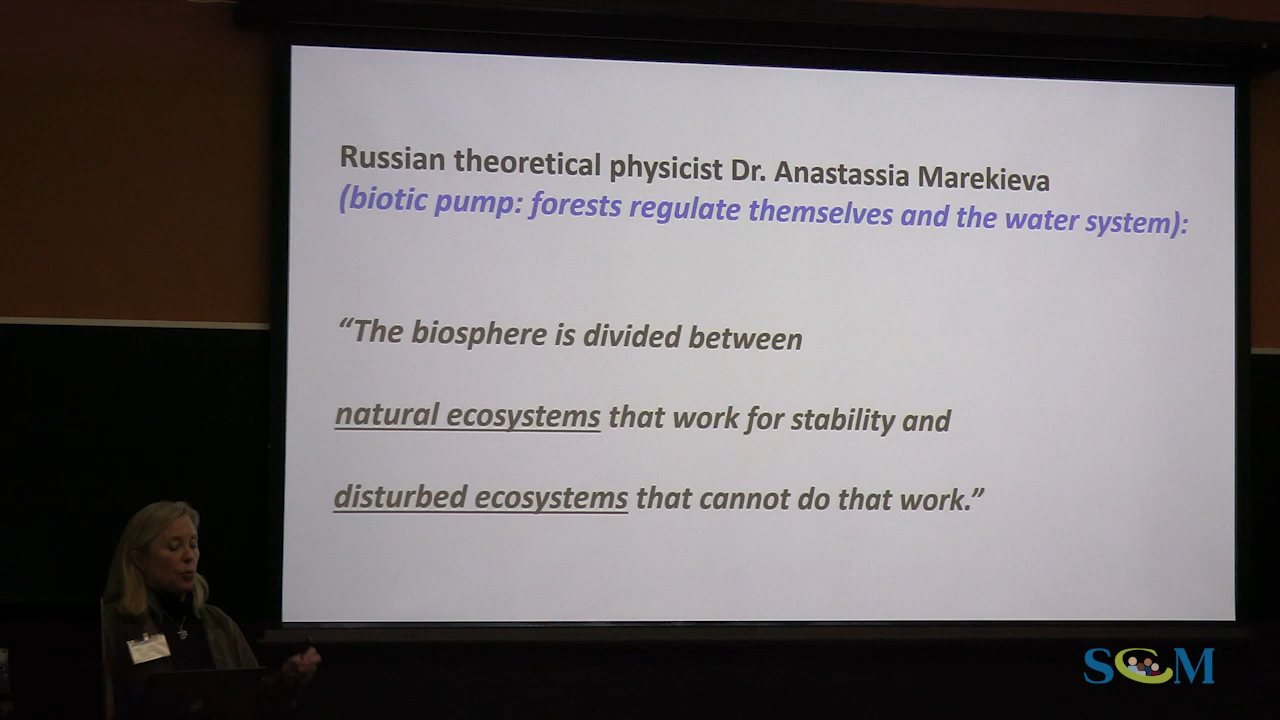 Russian theoretical physicist Dr. Anastassia Marekieva
(biotic pump: forests regulate themselves and the water system):
“The biosphere is divided between
natural ecosystems that work for stability and
disturbed ecosystems that cannot do that work.”
SCM